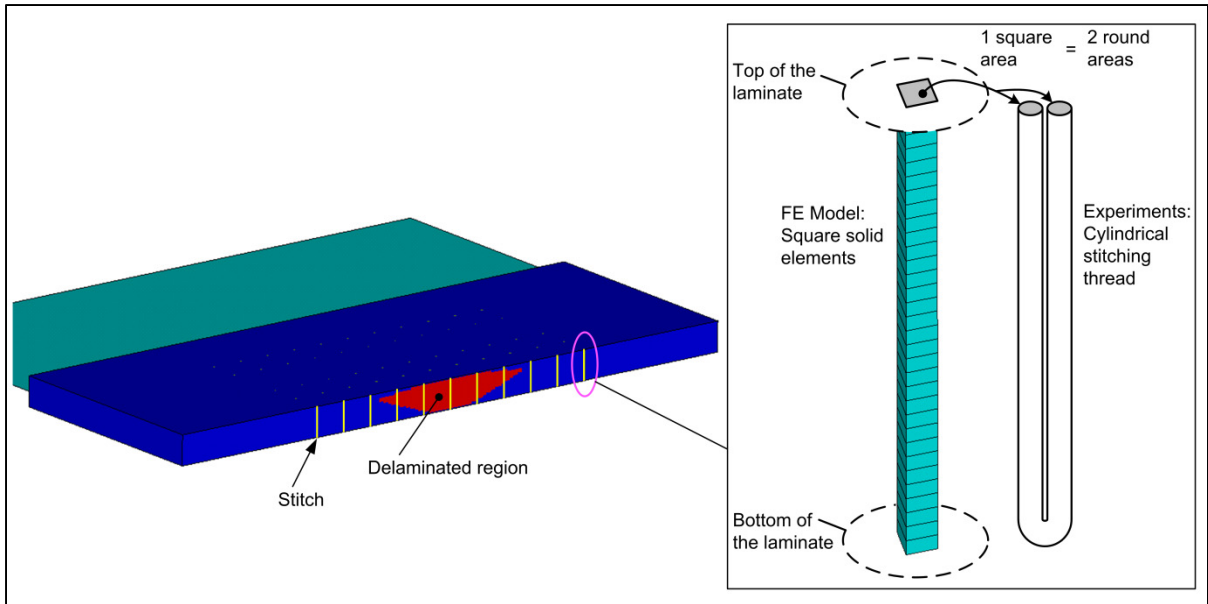 Delaminated region
Stitch
1 square
area
=
2 round
areas
Top of the
laminate
FE Model:
Square solid
elements
Experiments:
Cylindrical
stitching
thread
Bottom of
the laminate